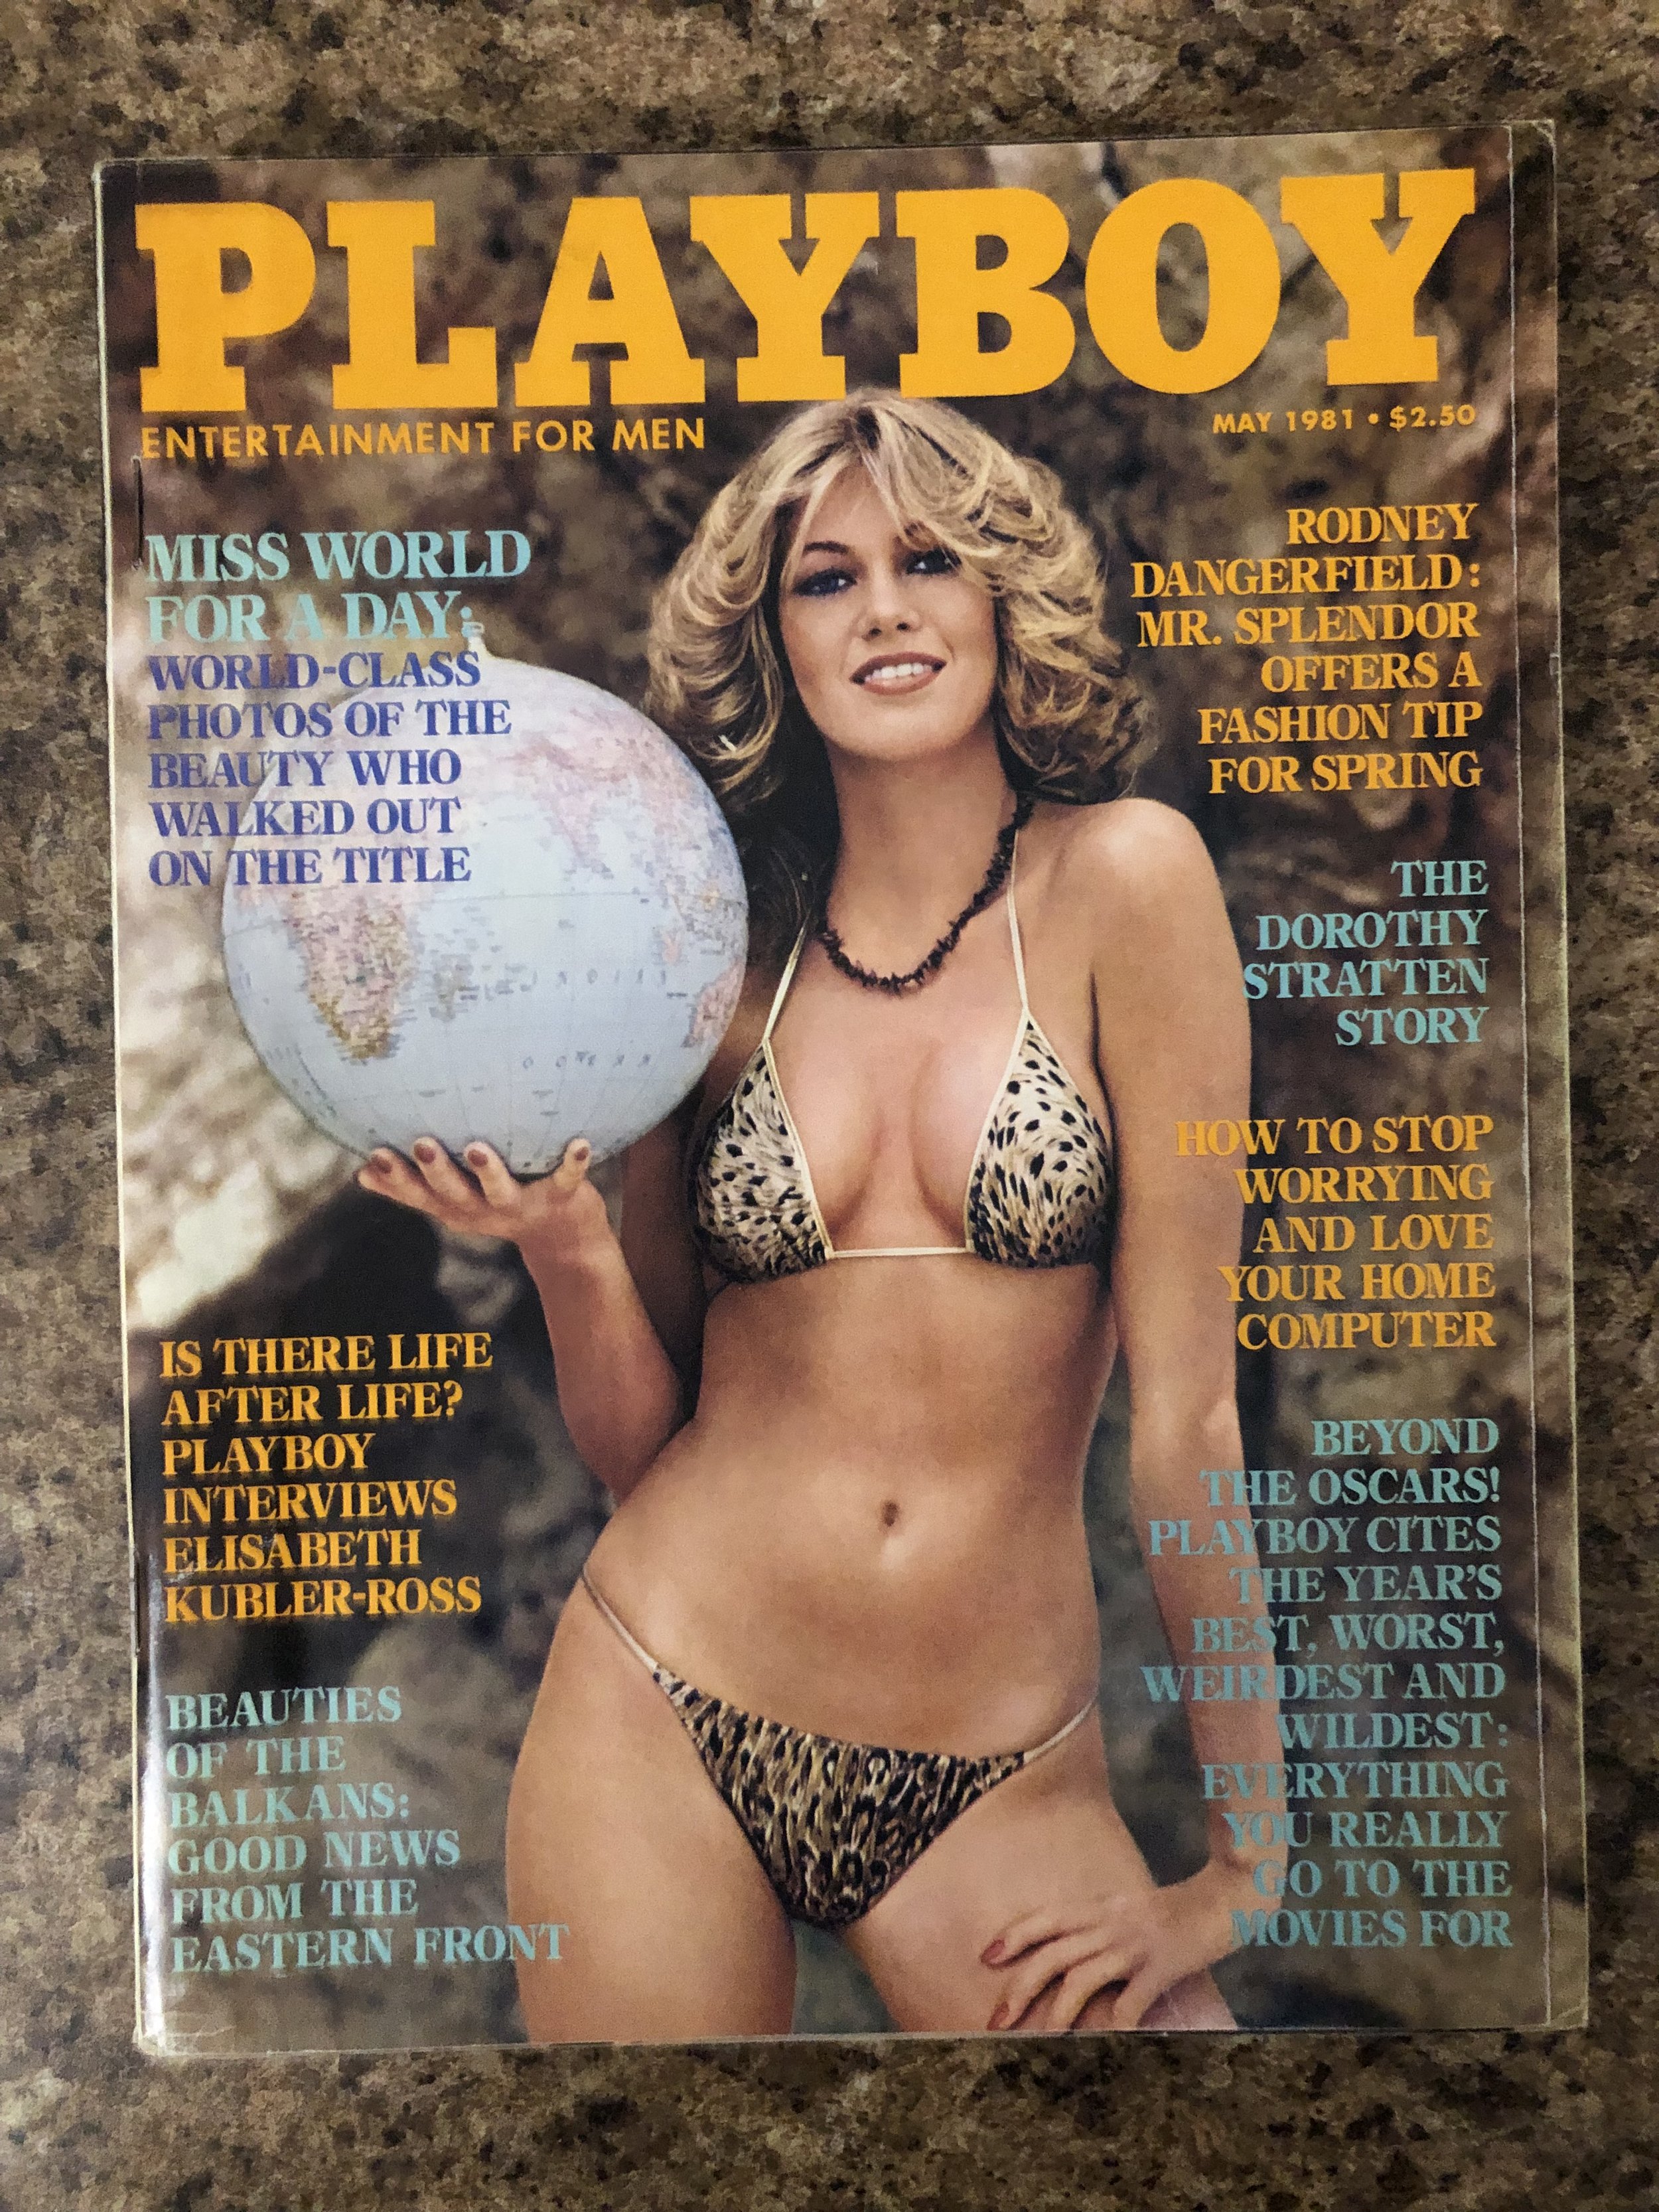 PLAYBOY
ENTERTAINMENT FOR MEN
MAY 1981 • $2.50
MISS WORLD
FOR A DAY:
WORLD-CLASS
PHOTOS OF THE
BEAUTY WHO
WALKED OUT
ON THE TITLE
IS THERE LIFE
AFTER LIFE?
PLAYBOY
INTERVIEWS
ELISABETH
KUBLER-ROSS
BEAUTIES
OF THE
BALKANS:
GOOD NEWS
FROM THE
EASTERN FRONT
RODNEY
DANGERFIELD:
MR. SPLENDOR
OFFERS A
FASHION TIP
FOR SPRING
THE
DOROTHY
STRATTEN
STORY
HOW TO STOP
WORRYING
AND LOVE
YOUR HOME
COMPUTER
BEYOND
THE OSCARS!
PLAYBOY CITES
THE YEAR'S
BEST, WORST,
WEIRDEST AND
WILDEST:
EVERYTHING
YOU REALLY
GO TO THE
MOVIES FOR
INDIAN
OCEAN